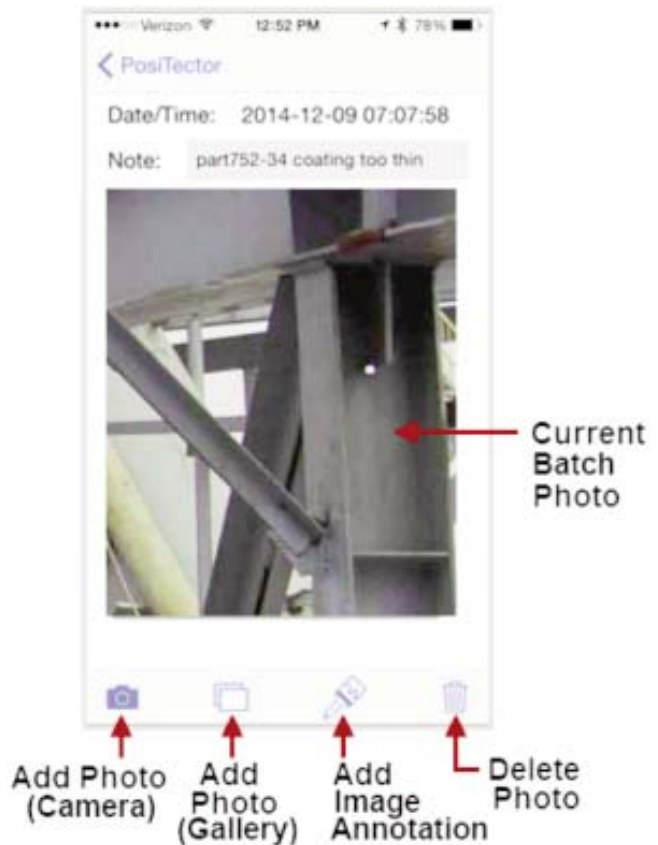 Verizon 12:52 PM 78%
PosiTector
Date/Time: 2014-12-09 07:07:58
Note: part752-34 coating too thin
Current
Batch
Photo
Add Photo
(Camera)
Add
Photo
(Gallery)
Add
Image
Annotation
Delete
Photo